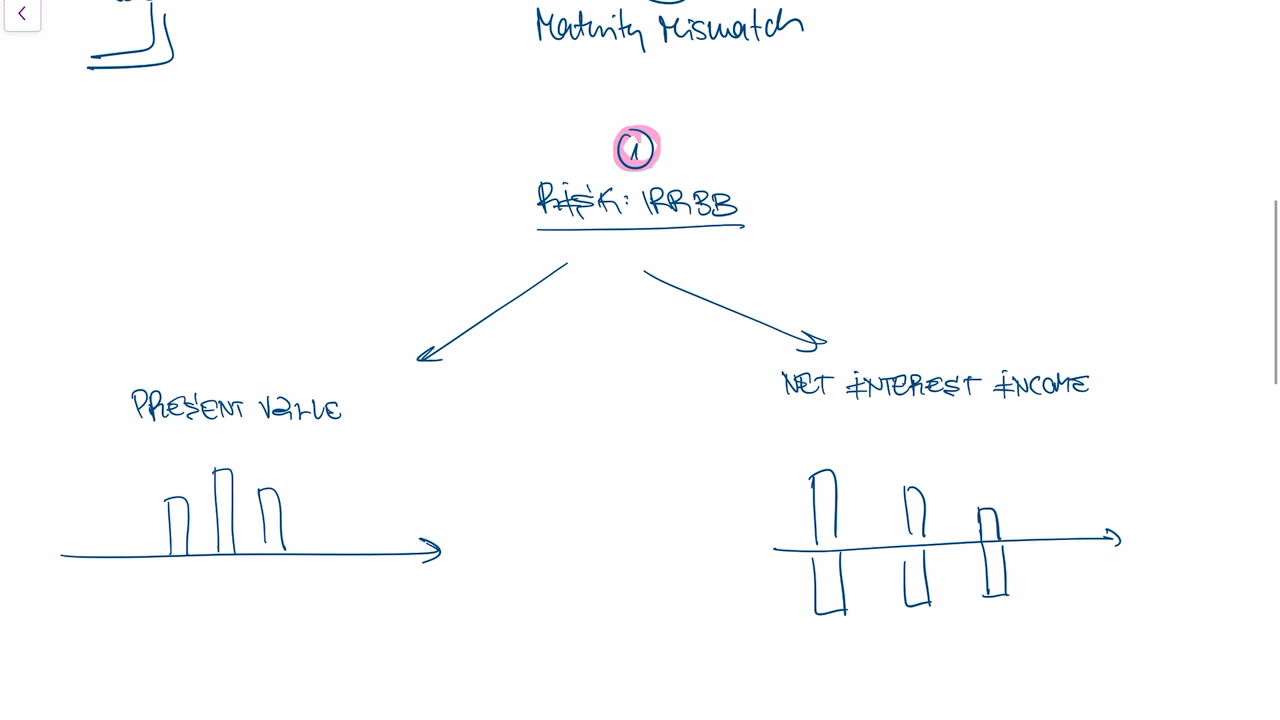 Maturity Mismatch
1
RISK: IRRBB
PRESENT VALUE
NET INTEREST INCOME